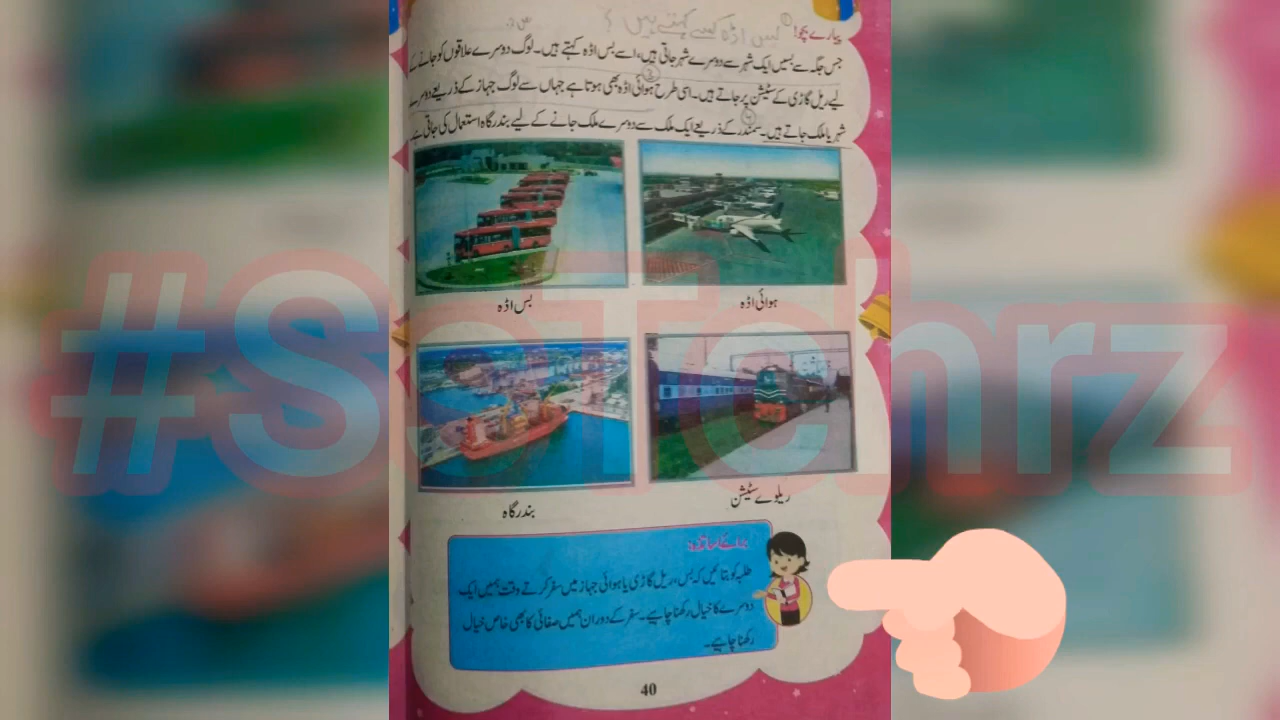 پیارے بچو! بس اڈہ کسے کہتے ہیں ؟
جس جگہ سے بسیں ایک شہر سے دوسرے شہر جاتی ہیں، اسے بس اڈہ کہتے ہیں۔ لوگ دوسرے علاقوں کو جانے کے
لیے ریل گاڑی کے سٹیشن پر جاتے ہیں۔ اسی طرح ہوائی اڈہ بھی ہوتا ہے جہاں سے لوگ جہاز کے ذریعے دوسرے
شہر یا ملک جاتے ہیں۔ سمندر کے ذریعے ایک ملک سے دوسرے ملک جانے کے لیے بندرگاہ استعمال کی جاتی ہے۔
ہوائی اڈہ
بس اڈہ
ریلوے سٹیشن
بندرگاہ
برائے اساتذہ:
طلبہ کو بتائیں کہ بس، ریل گاڑی یا ہوائی جہاز میں سفر کرتے وقت ہمیں ایک
دوسرے کا خیال رکھنا چاہیے۔ سفر کے دوران ہمیں صفائی کا بھی خاص خیال
رکھنا چاہیے۔
40
#SsTchrz